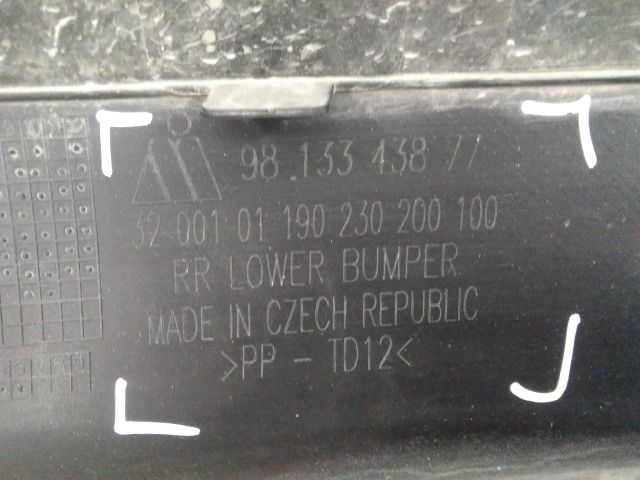 98.133 438 77
32 001 01 190 230 200 100
RR LOWER BUMPER
MADE IN CZECH REPUBLIC
>PP - TD12<